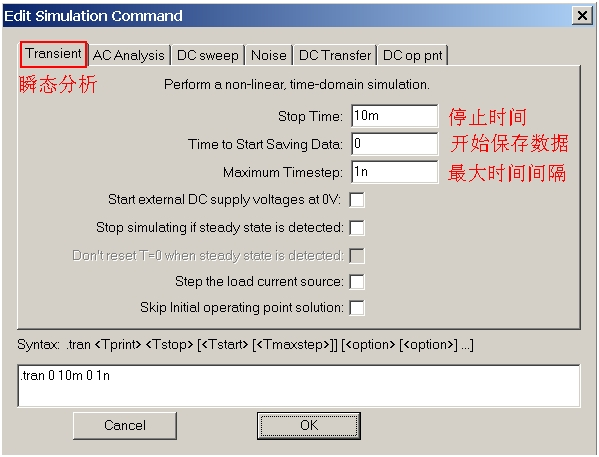 Edit Simulation Command
Transient AC Analysis DC sweep Noise DC Transfer DC op pnt
瞬态分析 Perform a non-linear, time-domain simulation.
Stop Time: 10m 停止时间
Time to Start Saving Data: 0 开始保存数据
Maximum Timestep: 1n 最大时间间隔
Start external DC supply voltages at 0V:
Stop simulating if steady state is detected:
Don't reset T=0 when steady state is detected:
Step the load current source:
Skip Initial operating point solution:
Syntax: .tran <Tprint> <Tstop> [<Tstart> [<Tmaxstep>]] [<option> [<option>] ...]
.tran 0 10m 0 1n
Cancel OK